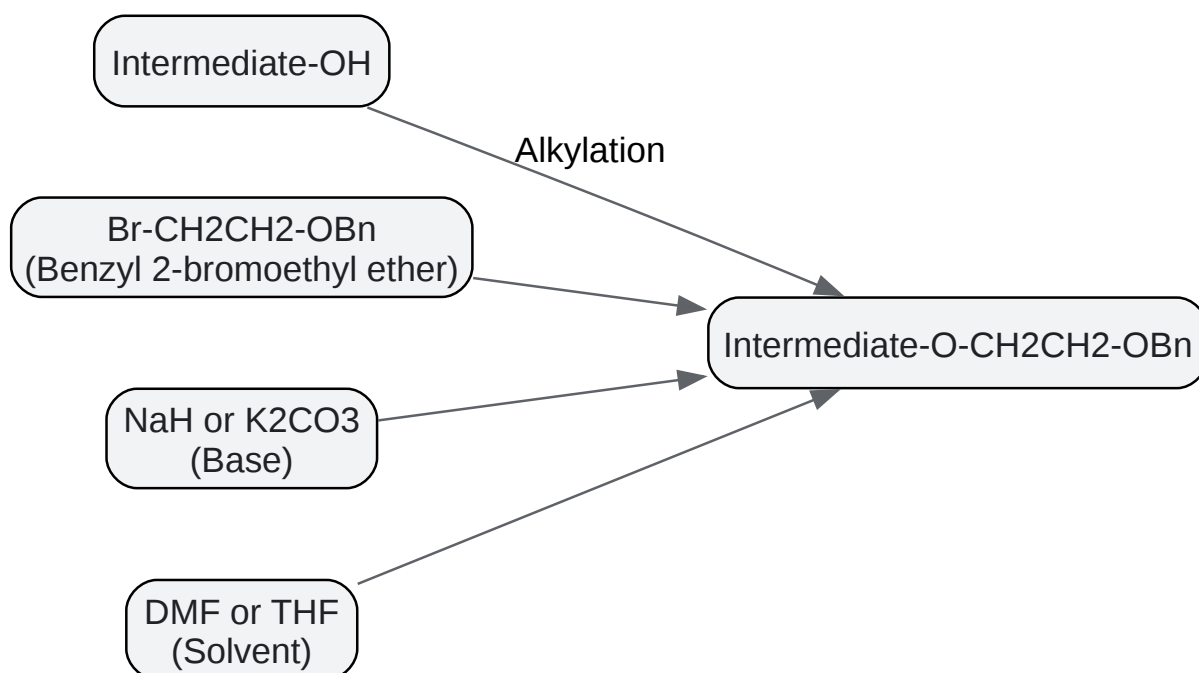 Intermediate-OH
Alkylation
Br-CH2CH2-OBn
(Benzyl 2-bromoethyl ether)
Intermediate-O-CH2CH2-OBn
NaH or K2CO3
(Base)
DMF or THF
(Solvent)